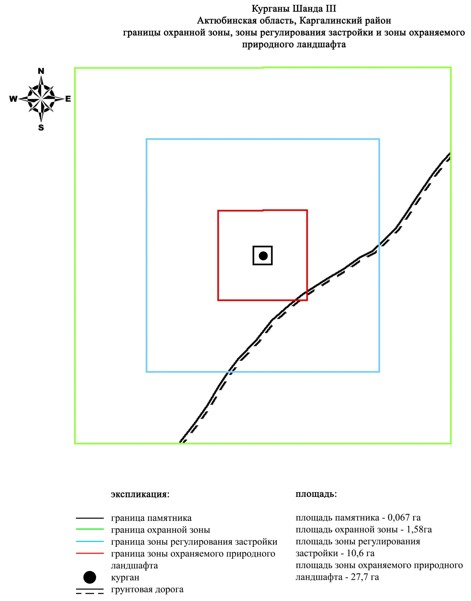 Курганы Шанда III
Актюбинская область, Каргалинский район
границы охранной зоны, зоны регулирования застройки и зоны охраняемого
природного ландшафта
N
W
E
S
экспликация:
граница памятника
граница охранной зоны
граница зоны регулирования застройки
граница зоны охраняемого природного
ландшафта
курган
грунтовая дорога
площадь:
площадь памятника - 0,067 га
площадь охранной зоны - 1,58га
площадь зоны регулирования
застройки - 10,6 га
площадь зоны охраняемого природного
ландшафта - 27,7 га